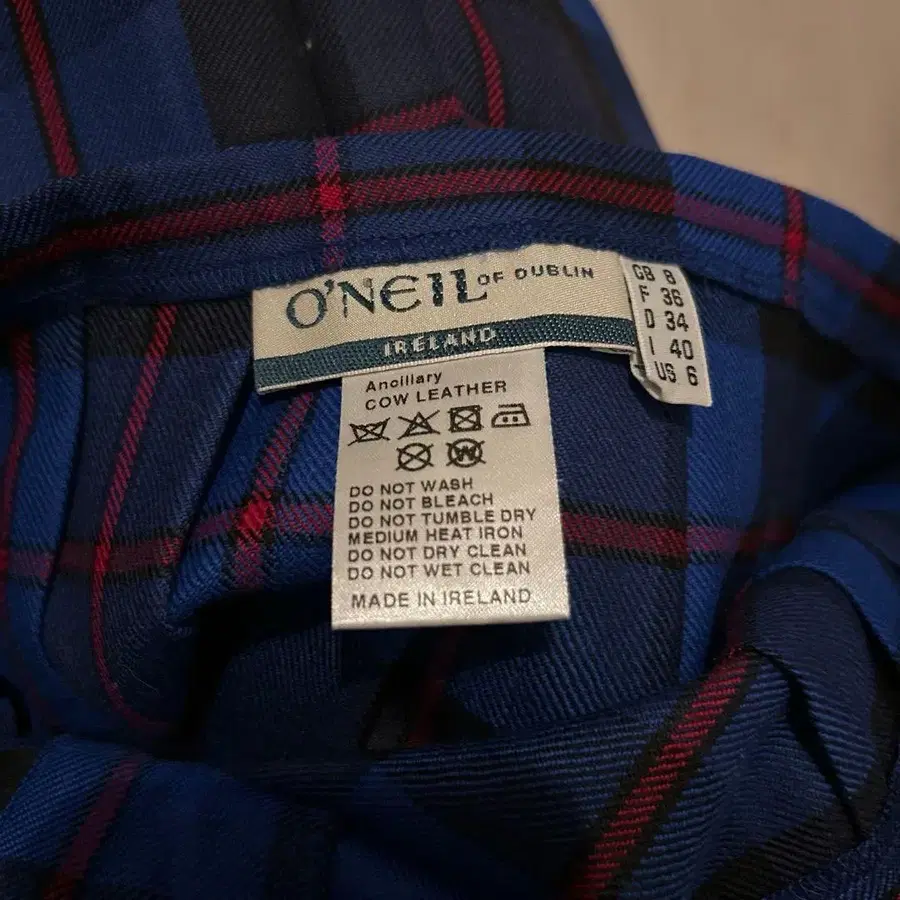 O'NEIL OF DUBLIN
IRELAND
GB 8
F 36
D 34
I 40
US 6
Ancillary
COW LEATHER
DO NOT WASH
DO NOT BLEACH
DO NOT TUMBLE DRY
MEDIUM HEAT IRON
DO NOT DRY CLEAN
DO NOT WET CLEAN
MADE IN IRELAND